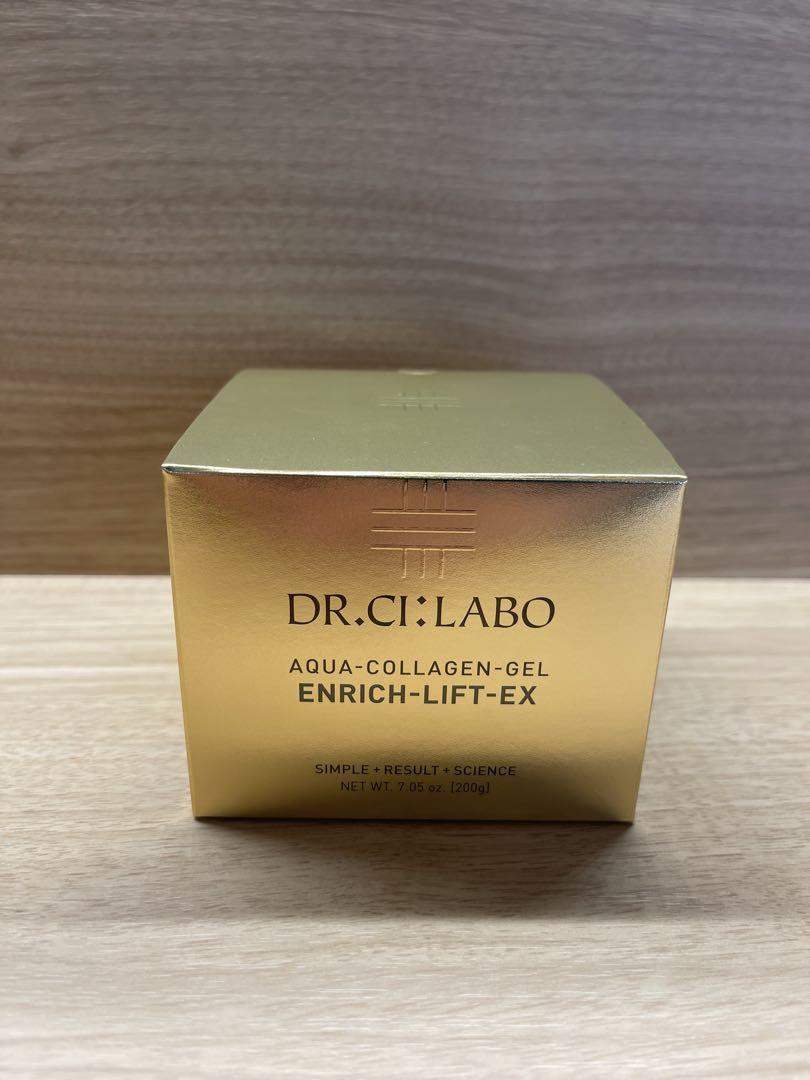 DR.CI:LABO
AQUA-COLLAGEN-GEL
ENRICH-LIFT-EX
SIMPLE + RESULT + SCIENCE
NET WT. 7.05 oz. [200g]